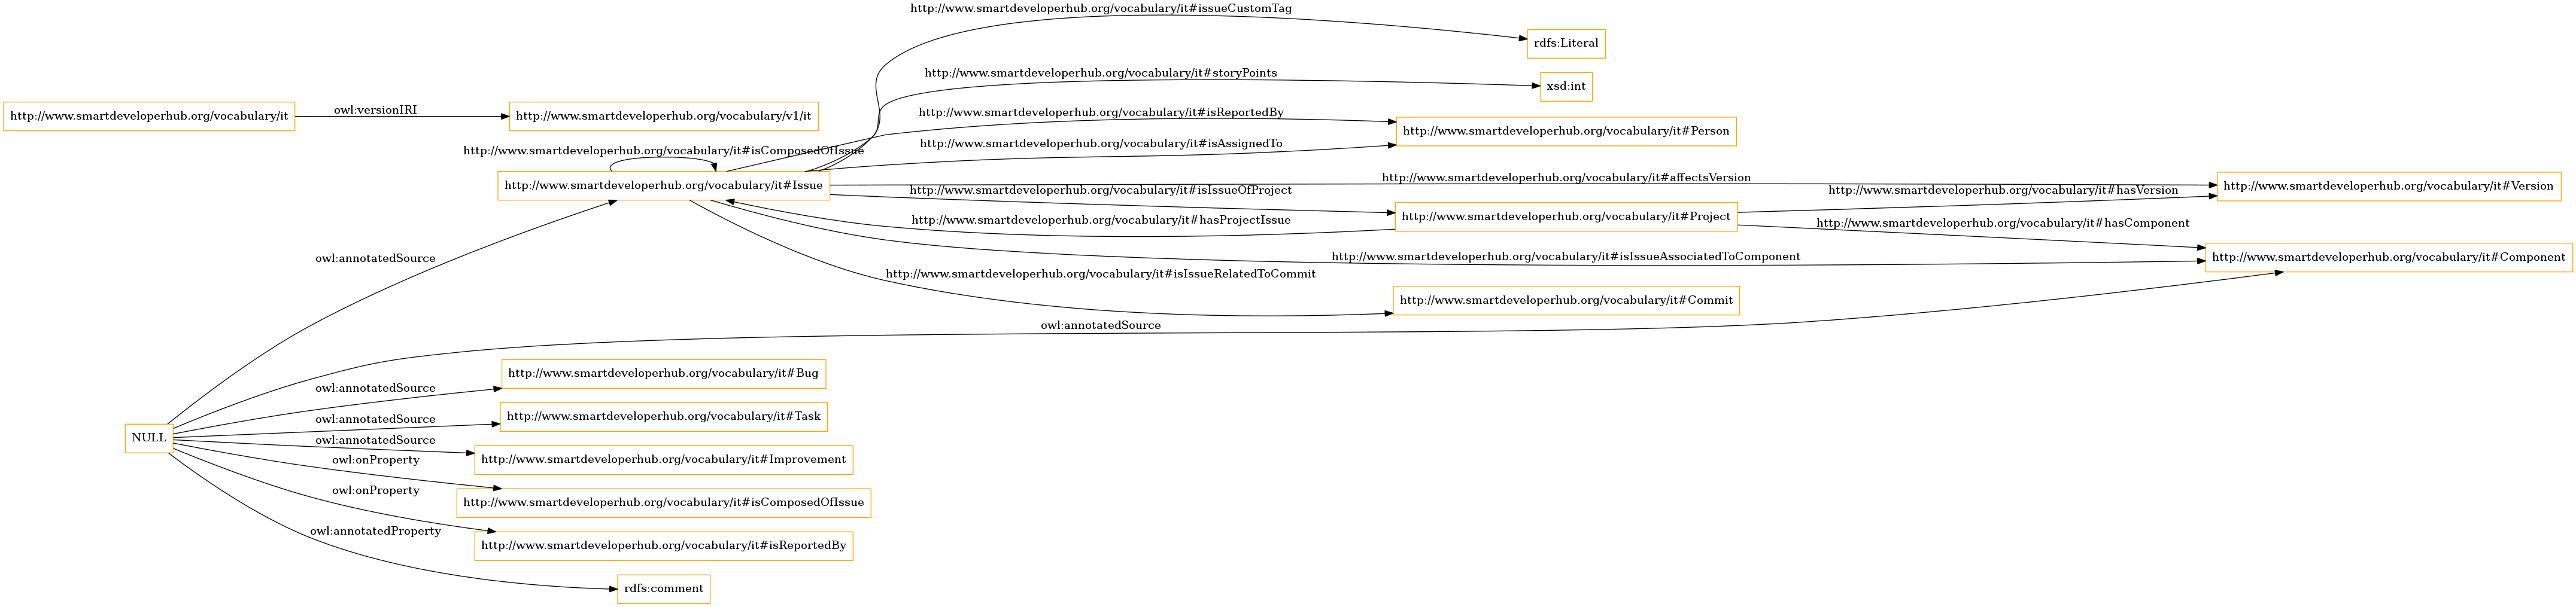 http://www.smartdeveloperhub.org/vocabulary/it#issueCustomTag
rdfs:Literal
http://www.smartdeveloperhub.org/vocabulary/it#storyPoints
xsd:int
http://www.smartdeveloperhub.org/vocabulary/it
owl:versionIRI
http://www.smartdeveloperhub.org/vocabulary/v1/it
http://www.smartdeveloperhub.org/vocabulary/it#isReportedBy
http://www.smartdeveloperhub.org/vocabulary/it#Person
http://www.smartdeveloperhub.org/vocabulary/it#isComposedOfIssue
http://www.smartdeveloperhub.org/vocabulary/it#isAssignedTo
http://www.smartdeveloperhub.org/vocabulary/it#Issue
http://www.smartdeveloperhub.org/vocabulary/it#affectsVersion
http://www.smartdeveloperhub.org/vocabulary/it#Version
http://www.smartdeveloperhub.org/vocabulary/it#isIssueOfProject
http://www.smartdeveloperhub.org/vocabulary/it#hasVersion
http://www.smartdeveloperhub.org/vocabulary/it#hasProjectIssue
http://www.smartdeveloperhub.org/vocabulary/it#Project
http://www.smartdeveloperhub.org/vocabulary/it#hasComponent
http://www.smartdeveloperhub.org/vocabulary/it#isIssueAssociatedToComponent
http://www.smartdeveloperhub.org/vocabulary/it#Component
owl:annotatedSource
http://www.smartdeveloperhub.org/vocabulary/it#isIssueRelatedToCommit
http://www.smartdeveloperhub.org/vocabulary/it#Commit
owl:annotatedSource
http://www.smartdeveloperhub.org/vocabulary/it#Bug
owl:annotatedSource
http://www.smartdeveloperhub.org/vocabulary/it#Task
owl:annotatedSource
NULL
owl:annotatedSource
http://www.smartdeveloperhub.org/vocabulary/it#Improvement
owl:onProperty
http://www.smartdeveloperhub.org/vocabulary/it#isComposedOfIssue
owl:onProperty
http://www.smartdeveloperhub.org/vocabulary/it#isReportedBy
owl:annotatedProperty
rdfs:comment